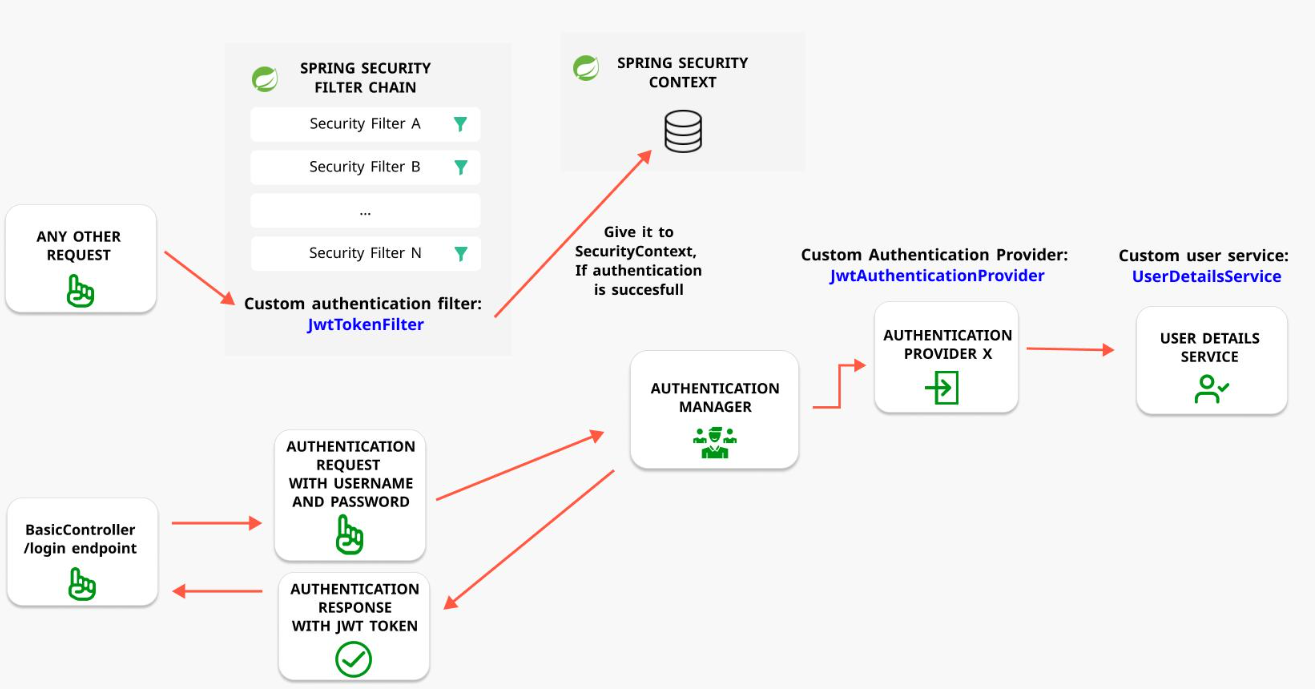 SPRING SECURITY
FILTER CHAIN
Security Filter A
Security Filter B
...
Security Filter N
Custom authentication filter:
JwtTokenFilter
SPRING SECURITY
CONTEXT
ANY OTHER
REQUEST
Give it to
SecurityContext,
If authentication
is succesfull
Custom Authentication Provider:
JwtAuthenticationProvider
Custom user service:
UserDetailsService
AUTHENTICATION
PROVIDER X
USER DETAILS
SERVICE
AUTHENTICATION
MANAGER
AUTHENTICATION
REQUEST
WITH USERNAME
AND PASSWORD
BasicController
/login endpoint
AUTHENTICATION
RESPONSE
WITH JWT TOKEN